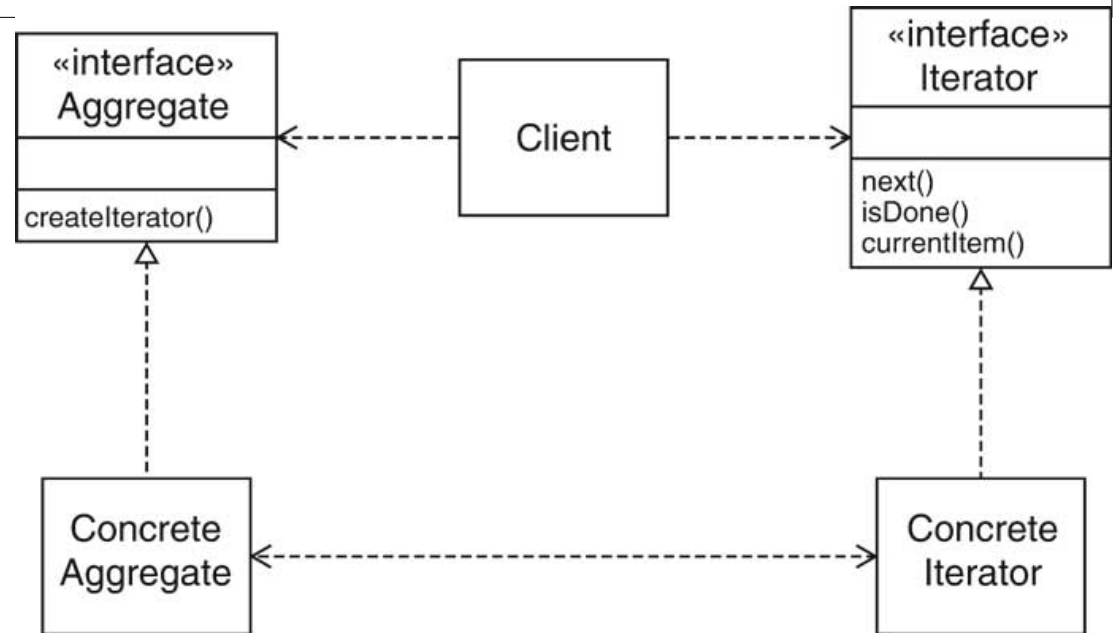 «interface»
Aggregate
createIterator()
Client
«interface»
Iterator
next()
isDone()
currentItem()
Concrete
Aggregate
Concrete
Iterator